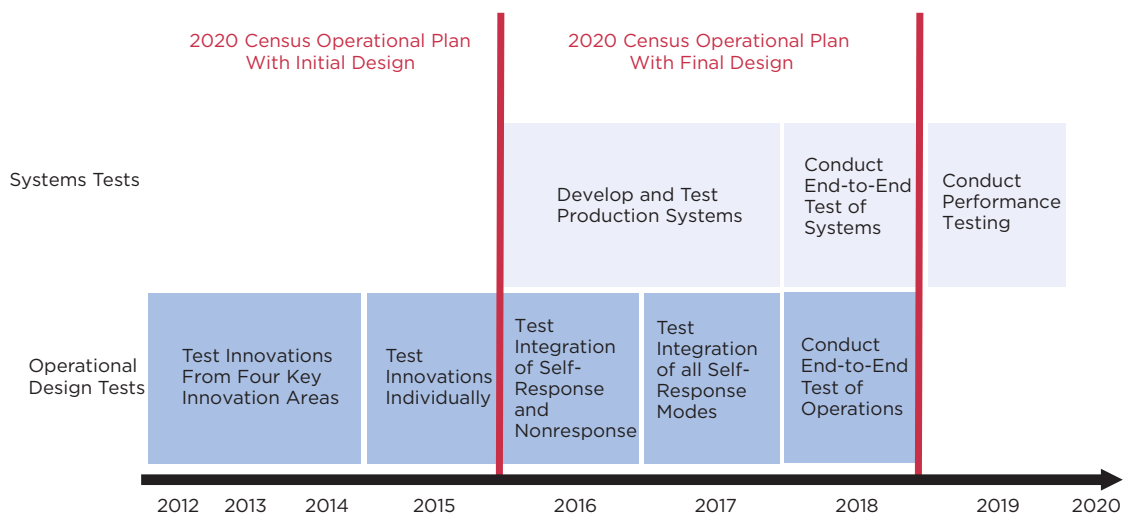 2020 Census Operational Plan
With Initial Design
2020 Census Operational Plan
With Final Design
Systems Tests
Develop and Test
Production Systems
Conduct
End-to-End
Test of
Systems
Conduct
Performance
Testing
Operational
Design Tests
Test Innovations
From Four Key
Innovation Areas
Test
Innovations
Individually
Test
Integration
of Self-
Response
and
Nonresponse
Test
Integration
of all Self-
Response
Modes
Conduct
End-to-End
Test of
Operations
2012 2013 2014 2015 2016 2017 2018 2019 2020